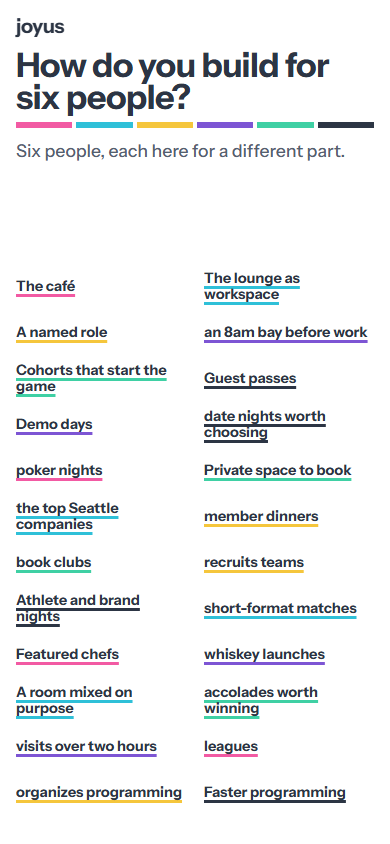 joyus
How do you build for
six people?
Six people, each here for a different part.
The café
The lounge as
workspace
A named role
an 8am bay before work
Cohorts that start the
game
Guest passes
Demo days
date nights worth
choosing
poker nights
Private space to book
the top Seattle
companies
member dinners
book clubs
recruits teams
Athlete and brand
nights
short-format matches
Featured chefs
whiskey launches
A room mixed on
purpose
accolades worth
winning
visits over two hours
leagues
organizes programming
Faster programming